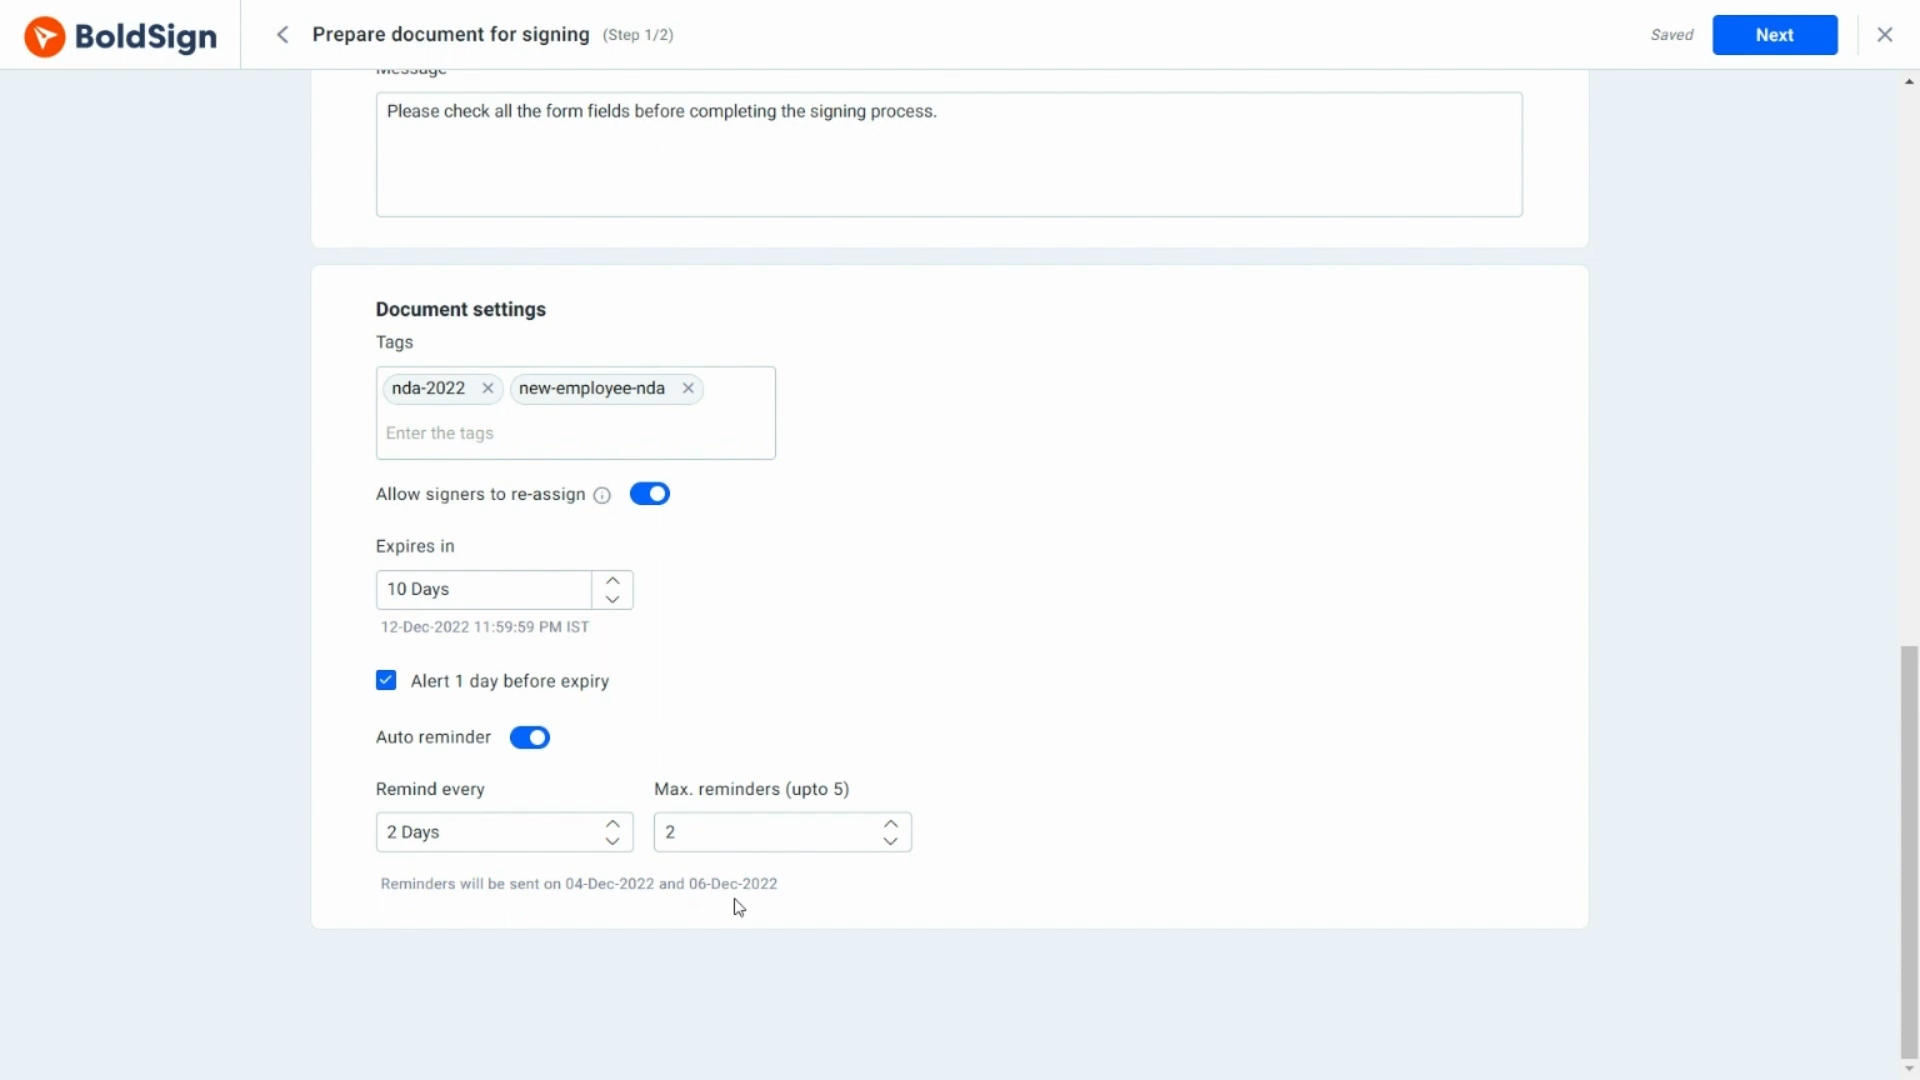 BoldSign
Prepare document for signing (Step 1/2)
Saved
Next
Message
Please check all the form fields before completing the signing process.
Document settings
Tags
nda-2022
new-employee-nda
Enter the tags
Allow signers to re-assign
Expires in
10 Days
12-Dec-2022 11:59:59 PM IST
Alert 1 day before expiry
Auto reminder
Remind every
Max. reminders (upto 5)
2 Days
2
Reminders will be sent on 04-Dec-2022 and 06-Dec-2022